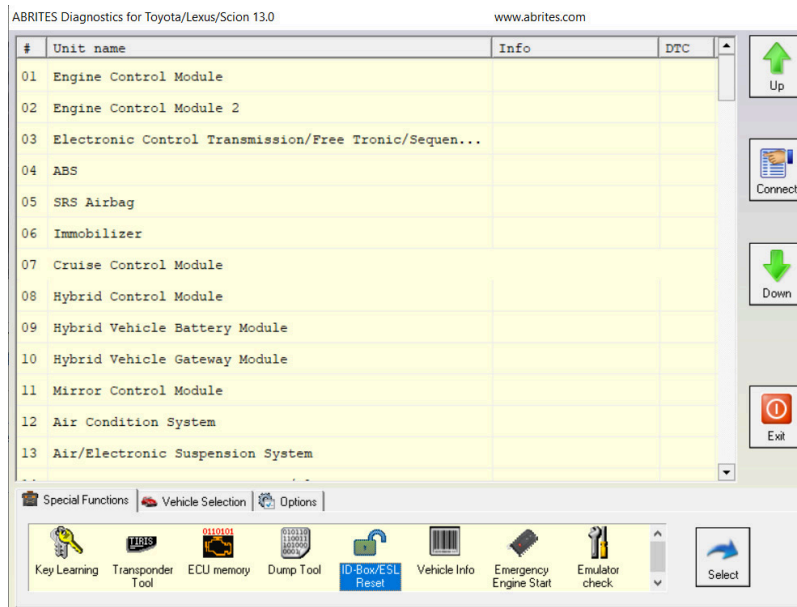 ABRITES Diagnostics for Toyota/Lexus/Scion 13.0 www.abrites.com
# Unit name Info DTC
01 Engine Control Module
02 Engine Control Module 2
03 Electronic Control Transmission/Free Tronic/Sequen...
04 ABS
05 SRS Airbag
06 Immobilizer
07 Cruise Control Module
08 Hybrid Control Module
09 Hybrid Vehicle Battery Module
10 Hybrid Vehicle Gateway Module
11 Mirror Control Module
12 Air Condition System
13 Air/Electronic Suspension System
Up
Connect
Down
Exit
Special Functions Vehicle Selection Options
TIRIS 0110101
Key Learning Transponder Tool ECU memory Dump Tool ID-Box/ESL Reset Vehicle Info Emergency Engine Start Emulator check
Select